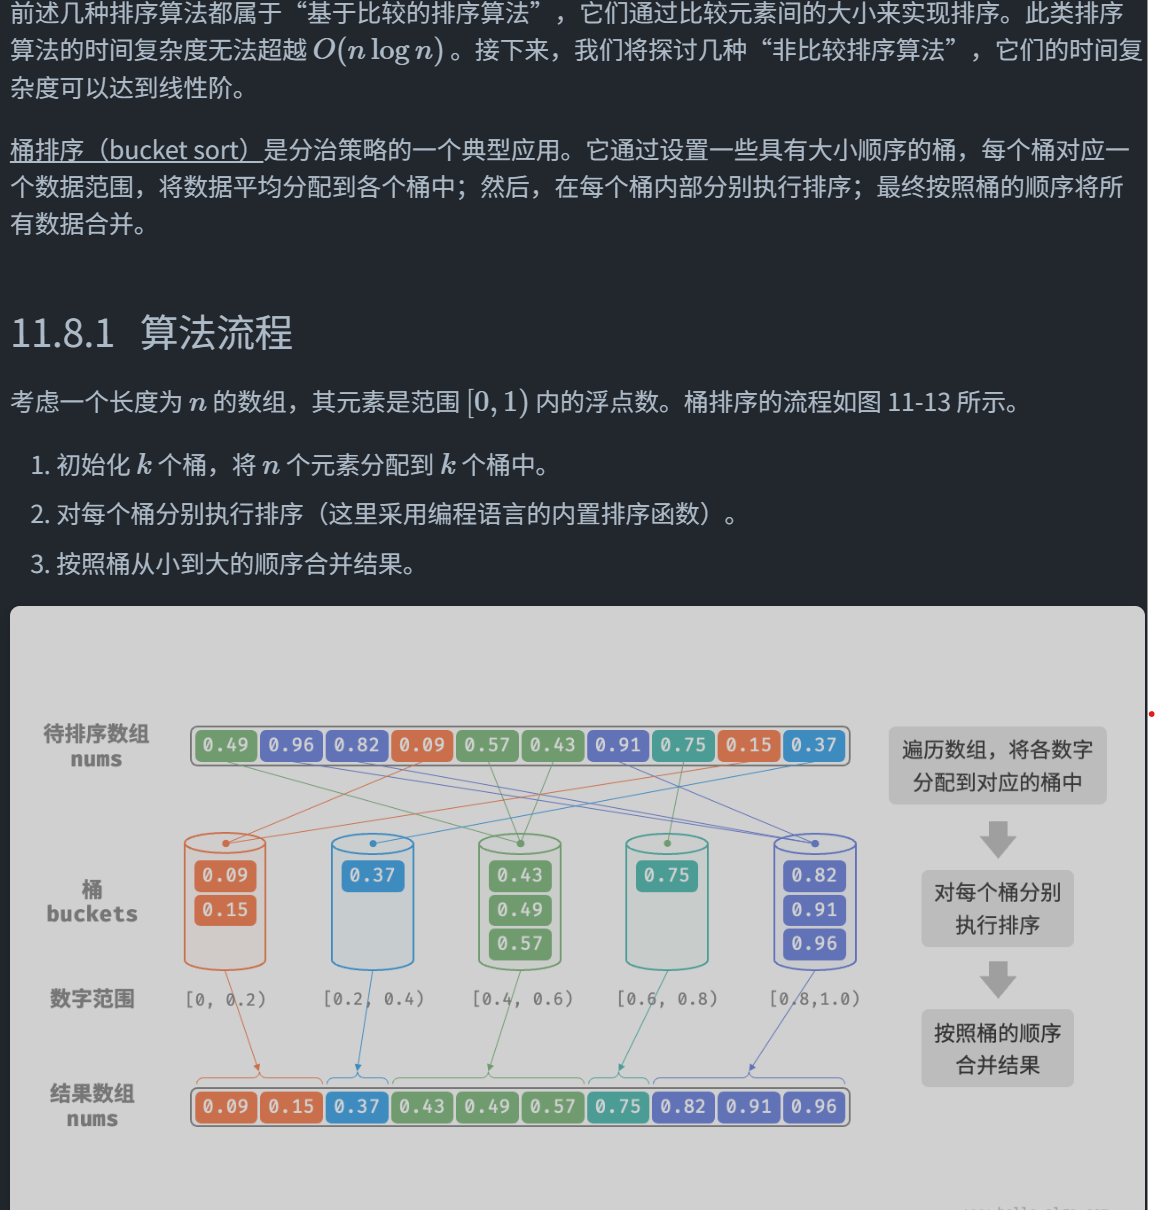 前述几种排序算法都属于“基于比较的排序算法”，它们通过比较元素间的大小来实现排序。此类排序
算法的时间复杂度无法超越 O(n log n) 。接下来，我们将探讨几种“非比较排序算法”，它们的时间复
杂度可以达到线性阶。
桶排序（bucket sort）是分治策略的一个典型应用。它通过设置一些具有大小顺序的桶，每个桶对应一
个数据范围，将数据平均分配到各个桶中；然后，在每个桶内部分别执行排序；最终按照桶的顺序将所
有数据合并。
11.8.1 算法流程
考虑一个长度为 n 的数组，其元素是范围 [0, 1) 内的浮点数。桶排序的流程如图 11-13 所示。
1. 初始化 k 个桶，将 n 个元素分配到 k 个桶中。
2. 对每个桶分别执行排序（这里采用编程语言的内置排序函数）。
3. 按照桶从小到大的顺序合并结果。
待排序数组
nums
0.49 0.96 0.82 0.09 0.57 0.43 0.91 0.75 0.15 0.37
遍历数组，将各数字
分配到对应的桶中
桶
buckets
0.09 0.37 0.43 0.75 0.82
0.15 0.49 0.91
0.57 0.96
对每个桶分别
执行排序
数字范围
[0, 0.2) [0.2, 0.4) [0.4, 0.6) [0.6, 0.8) [0.8,1.0)
按照桶的顺序
合并结果
结果数组
nums
0.09 0.15 0.37 0.43 0.49 0.57 0.75 0.82 0.91 0.96